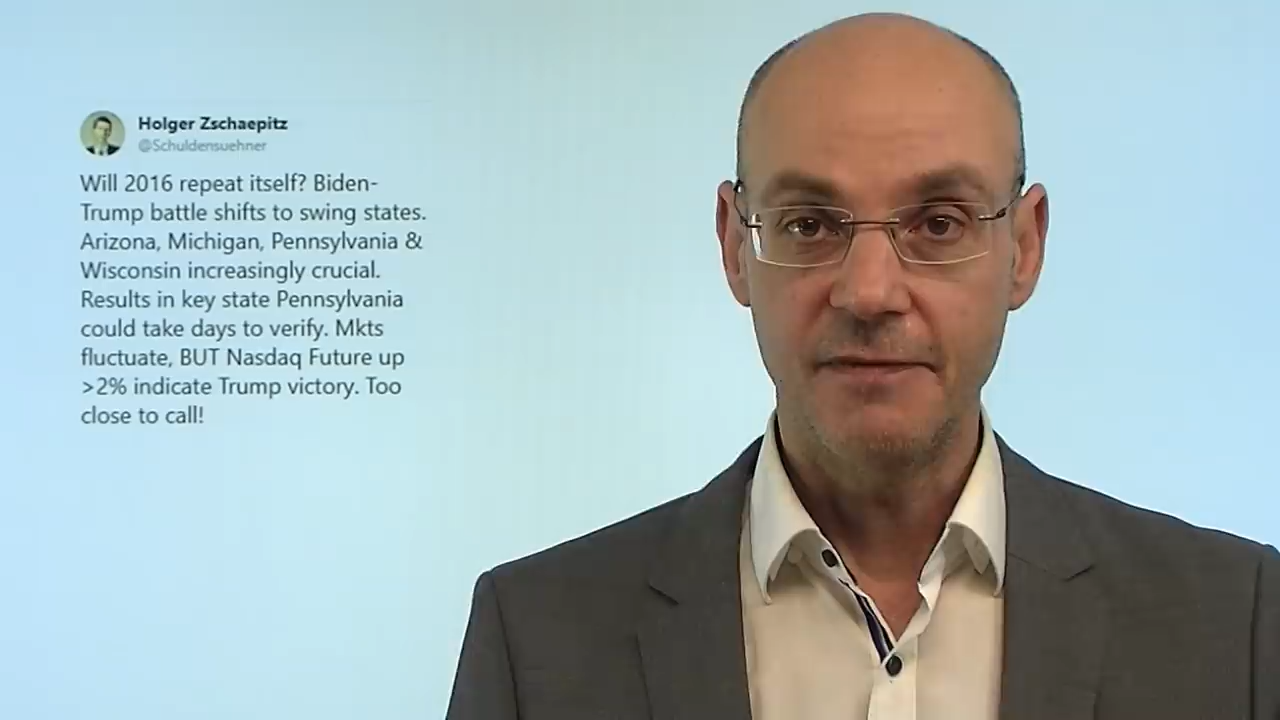 Holger Zschaepitz
@Schuldensuehner
Will 2016 repeat itself? Biden-
Trump battle shifts to swing states.
Arizona, Michigan, Pennsylvania &
Wisconsin increasingly crucial.
Results in key state Pennsylvania
could take days to verify. Mkts
fluctuate, BUT Nasdaq Future up
>2% indicate Trump victory. Too
close to call!